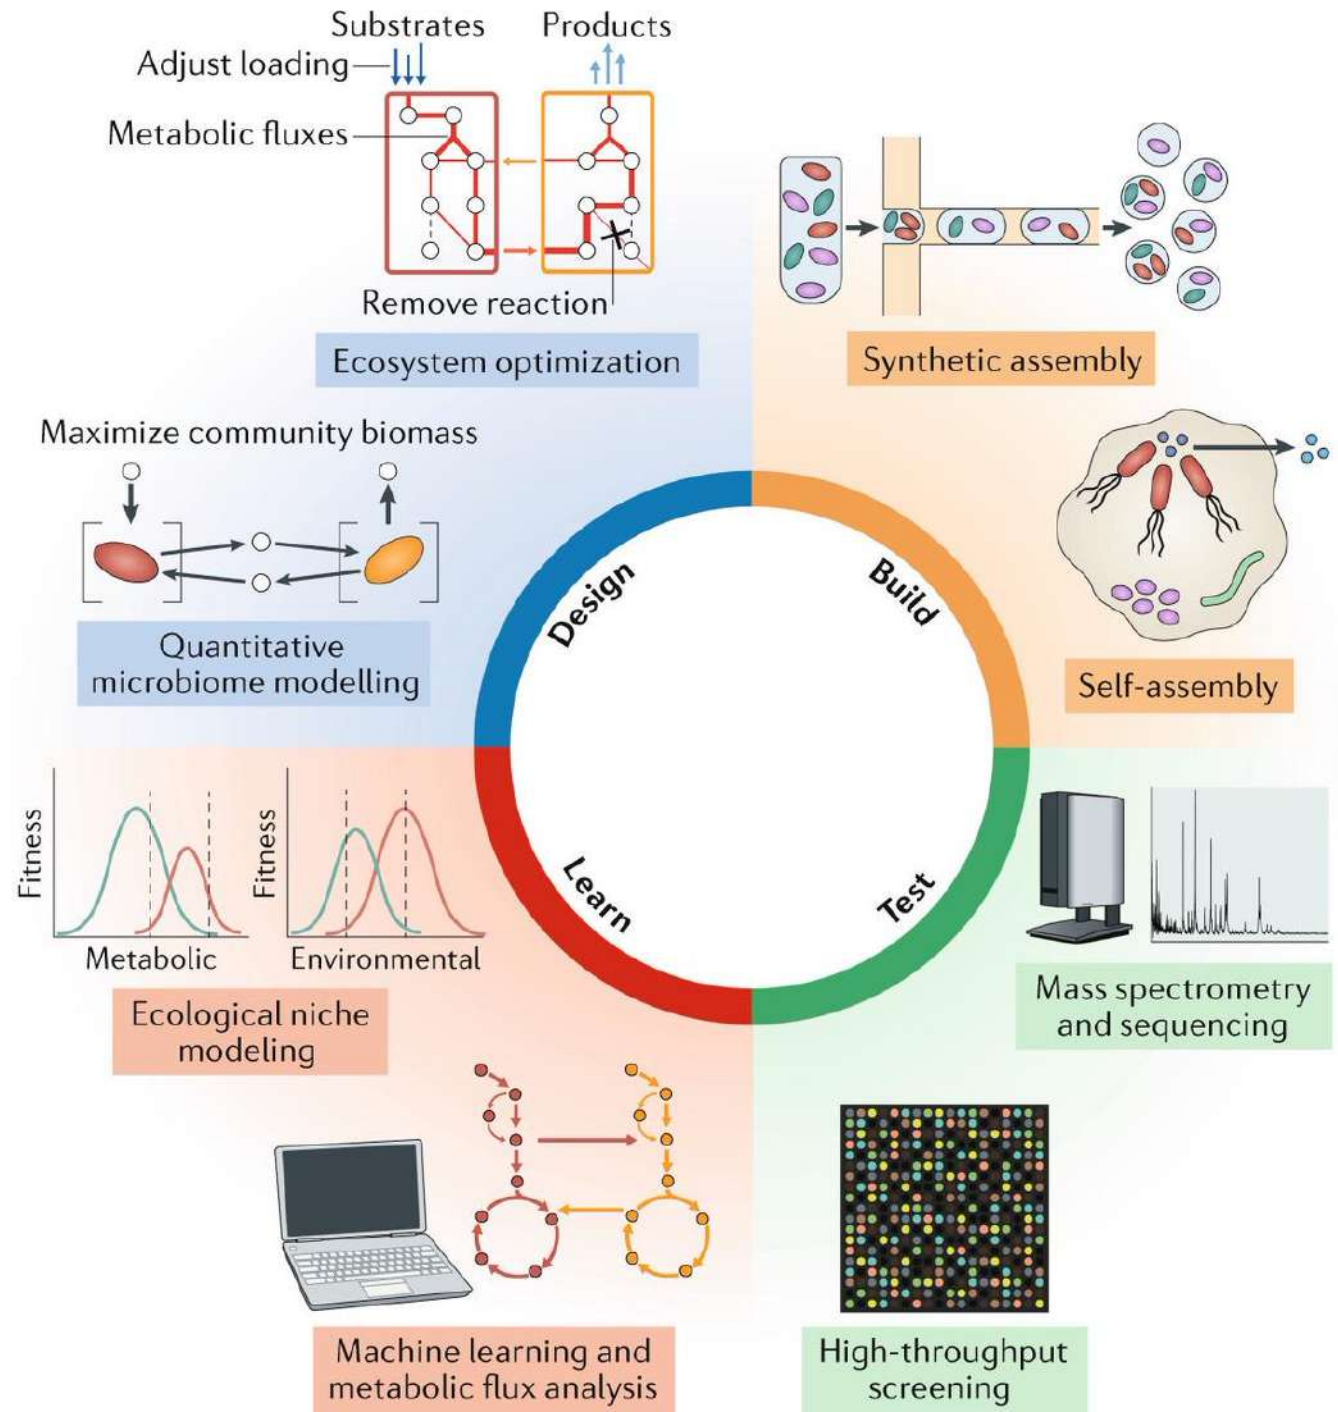 Substrates
Products
Adjust loading
Metabolic fluxes
Remove reaction
Ecosystem optimization
Synthetic assembly
Maximize community biomass
Quantitative
microbiome modelling
Self-assembly
Design
Build
Learn
Test
Fitness
Metabolic
Fitness
Environmental
Ecological niche
modeling
Mass spectrometry
and sequencing
Machine learning and
metabolic flux analysis
High-throughput
screening